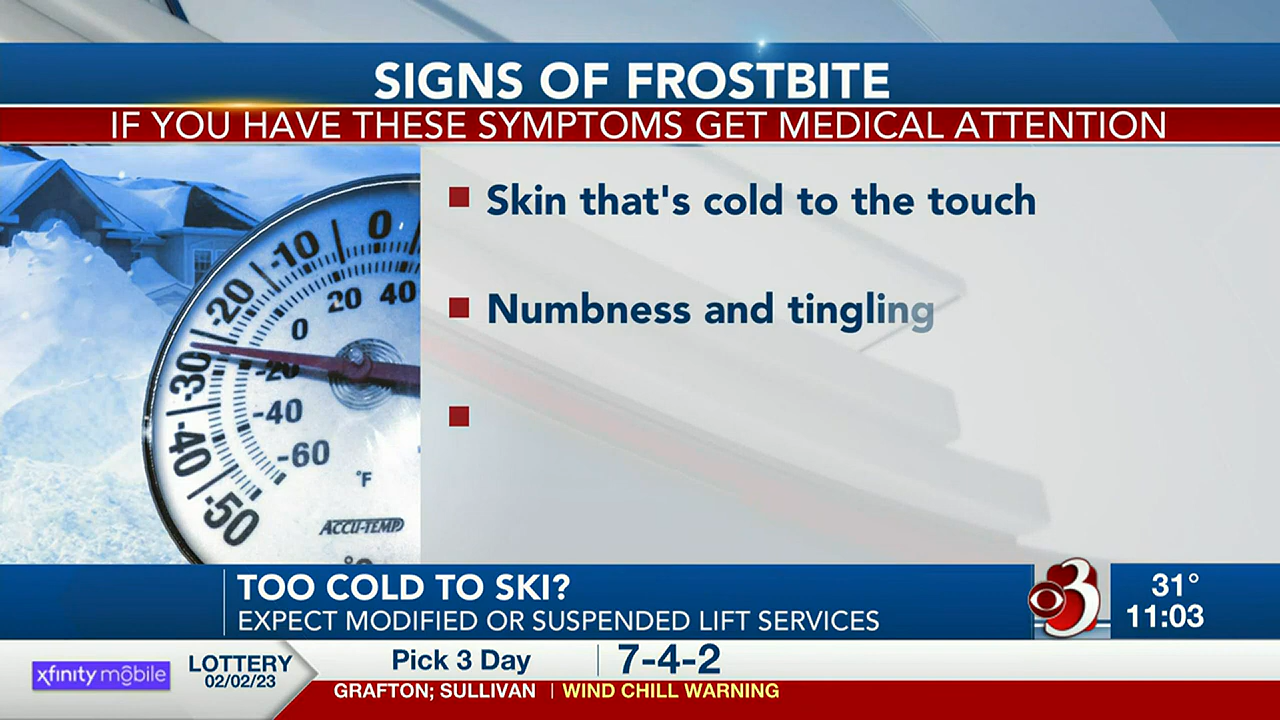 SIGNS OF FROSTBITE
IF YOU HAVE THESE SYMPTOMS GET MEDICAL ATTENTION
Skin that's cold to the touch
Numbness and tingling
0
-10
-20
-30
-40
-50
40
20
0
-20
-40
-60
°F
ACCU-TEMP
TOO COLD TO SKI?
EXPECT MODIFIED OR SUSPENDED LIFT SERVICES
3
31°
11:03
xfinity mobile
LOTTERY
02/02/23
Pick 3 Day
7-4-2
GRAFTON; SULLIVAN
WIND CHILL WARNING